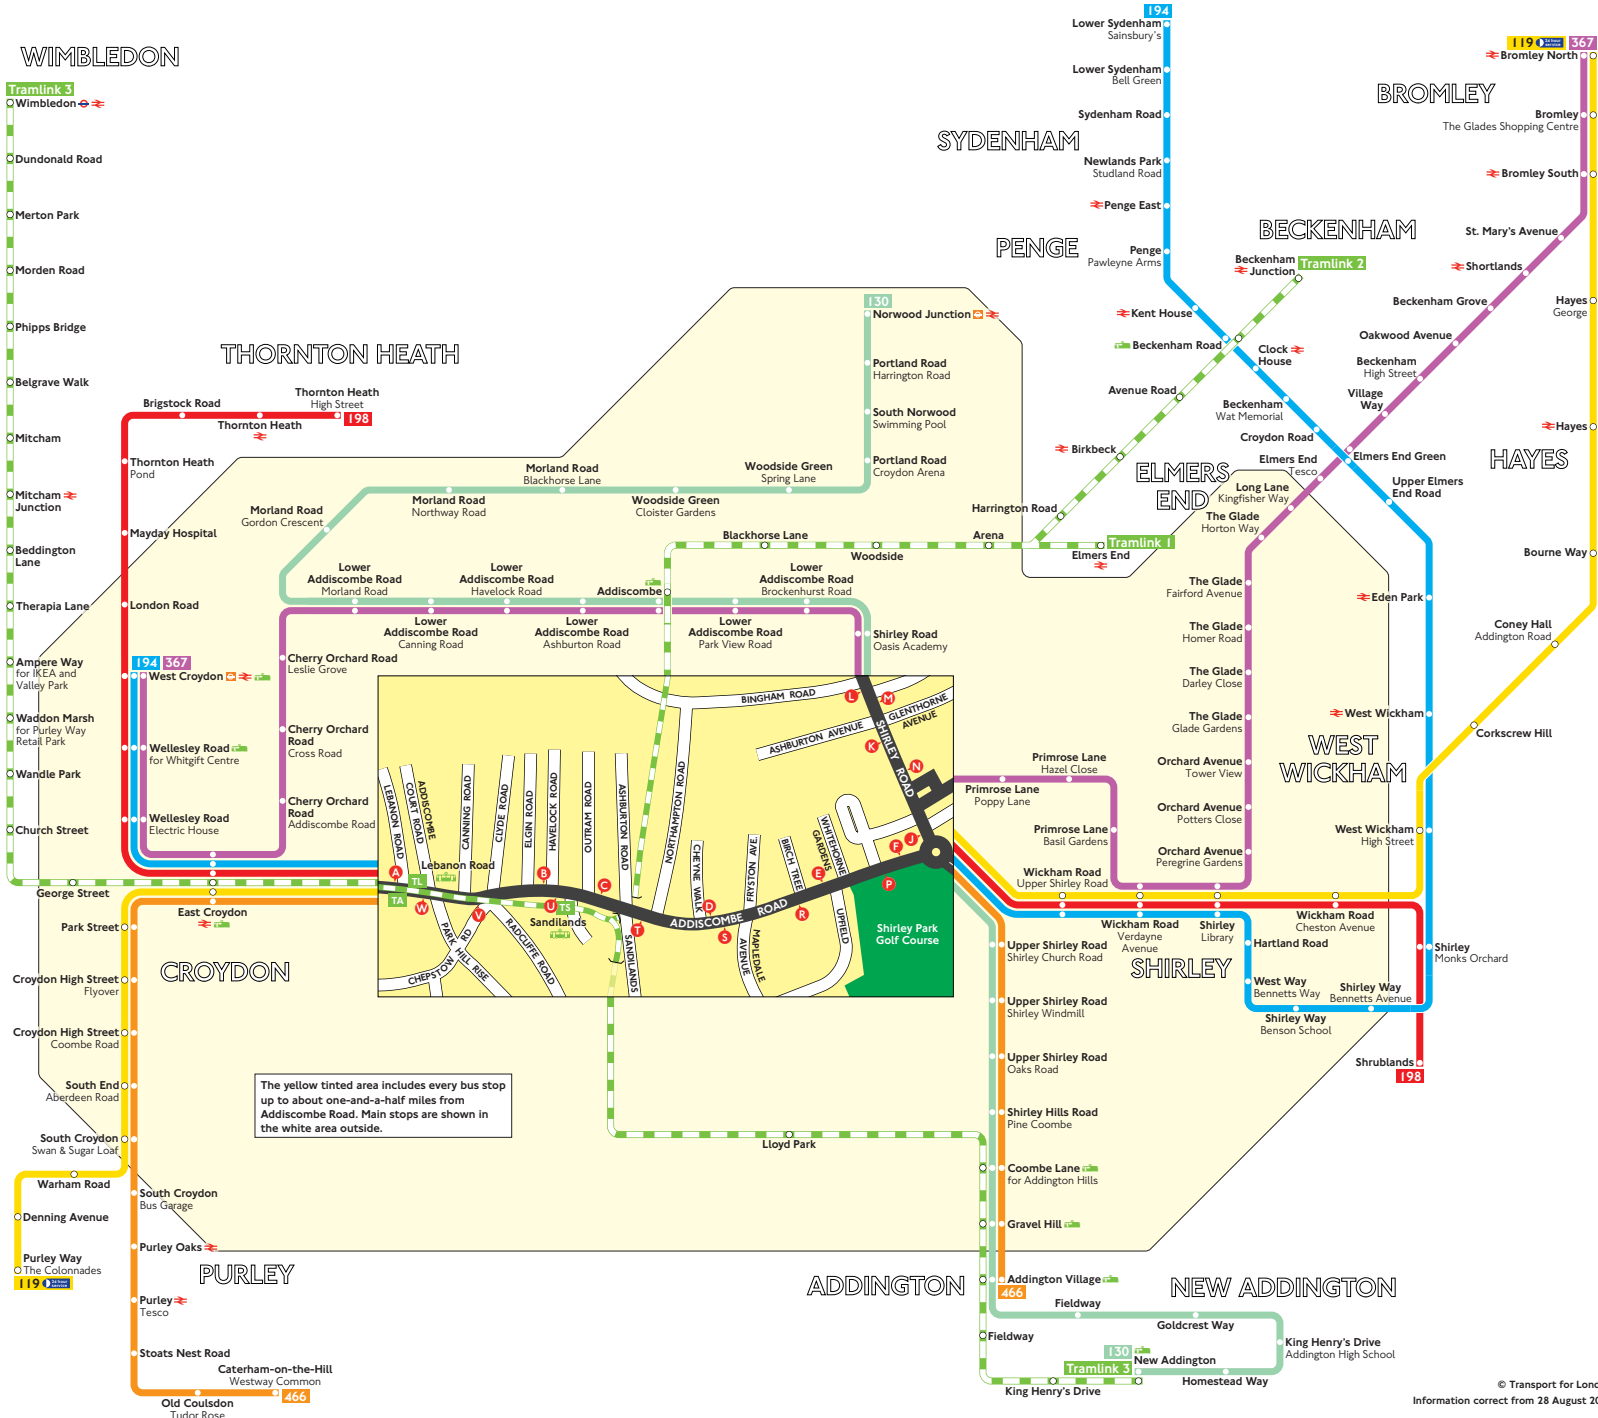 194
Lower Sydenham
Sainsbury's
Lower Sydenham
Bell Green
Sydenham Road
Newlands Park
Studland Road
Penge East
Penge
Pawleyne Arms
Kent House
Beckenham Road
Clock
House
Beckenham
Wat Memorial
Croydon Road
Elmers End Green
Upper Elmers
End Road
Eden Park
West Wickham
West Wickham
High Street
WIMBLEDON
SYDENHAM
PENGE
BECKENHAM
BROMLEY
THORNTON HEATH
ELMERS
END
HAYES
WEST
WICKHAM
SHIRLEY
CROYDON
PURLEY
ADDINGTON
NEW ADDINGTON
119
24 hour
service
367
Bromley North
Bromley
The Glades Shopping Centre
Bromley South
St. Mary's Avenue
Shortlands
Beckenham Grove
Oakwood Avenue
Beckenham
High Street
Village
Way
Elmers End
Tesco
Long Lane
Kingfisher Way
The Glade
Horton Way
The Glade
Fairford Avenue
The Glade
Homer Road
The Glade
Darley Close
The Glade
Glade Gardens
Orchard Avenue
Tower View
Orchard Avenue
Potters Close
Orchard Avenue
Peregrine Gardens
Hayes
George
Hayes
Bourne Way
Coney Hall
Addington Road
Corkscrew Hill
Tramlink 3
Wimbledon
Dundonald Road
Merton Park
Morden Road
Phipps Bridge
Belgrave Walk
Mitcham
Mitcham
Junction
Beddington
Lane
Therapia Lane
Ampere Way
for IKEA and
Valley Park
Waddon Marsh
for Purley Way
Retail Park
Wandle Park
Church Street
George Street
Thornton Heath
High Street
198
Brigstock Road
Thornton Heath
Thornton Heath
Pond
Mayday Hospital
London Road
194
367
West Croydon
Wellesley Road
for Whitgift Centre
Wellesley Road
Electric House
East Croydon
Beckenham
Junction
Tramlink 2
Avenue Road
Birkbeck
Harrington Road
Tramlink 1
Elmers End
Arena
Woodside
Blackhorse Lane
Addiscombe
130
Norwood Junction
Portland Road
Harrington Road
South Norwood
Swimming Pool
Portland Road
Croydon Arena
Woodside Green
Spring Lane
Woodside Green
Cloister Gardens
Morland Road
Blackhorse Lane
Morland Road
Northway Road
Morland Road
Gordon Crescent
Lower
Addiscombe Road
Morland Road
Lower
Addiscombe Road
Havelock Road
Lower
Addiscombe Road
Brockenhurst Road
Lower
Addiscombe Road
Canning Road
Lower
Addiscombe Road
Ashburton Road
Lower
Addiscombe Road
Park View Road
Shirley Road
Oasis Academy
Cherry Orchard Road
Leslie Grove
Cherry Orchard
Road
Cross Road
Cherry Orchard
Road
Addiscombe Road
BINGHAM ROAD
ASHBURTON AVENUE
GLENTHORNE
AVENUE
SHIRLEY ROAD
LEBANON ROAD
ADDISCOMBE
COURT ROAD
CANNING ROAD
CLYDE ROAD
ELGIN ROAD
HAVELOCK ROAD
OUTRAM ROAD
ASHBURTON ROAD
NORTHAMPTON ROAD
CHEYNE WALK
FRYSTON AVE
BIRCH TREE
WHITEHORNE
GARDENS
UPFIELD
MAPLEDALE
AVENUE
SANDILANDS
RADCLIFFE ROAD
PARK HILL RISE
CHEPSTOW RD
ADDISCOMBE ROAD
Lebanon Road
Sandilands
Shirley Park
Golf Course
A
B
C
D
E
F
J
K
L
M
N
P
R
S
T
U
V
W
TL
TA
TS
Primrose Lane
Poppy Lane
Primrose Lane
Hazel Close
Primrose Lane
Basil Gardens
Wickham Road
Upper Shirley Road
Wickham Road
Verdayne
Avenue
Shirley
Library
Wickham Road
Cheston Avenue
Hartland Road
West Way
Bennetts Way
Shirley Way
Benson School
Shirley Way
Bennetts Avenue
Shirley
Monks Orchard
Shrublands
198
Upper Shirley Road
Shirley Church Road
Upper Shirley Road
Shirley Windmill
Upper Shirley Road
Oaks Road
Shirley Hills Road
Pine Coombe
Coombe Lane
for Addington Hills
Gravel Hill
Addington Village
466
Lloyd Park
Fieldway
King Henry's Drive
Fieldway
Goldcrest Way
King Henry's Drive
Addington High School
Homestead Way
130
New Addington
Tramlink 3
Park Street
Croydon High Street
Flyover
Croydon High Street
Coombe Road
South End
Aberdeen Road
South Croydon
Swan & Sugar Loaf
Warham Road
Denning Avenue
Purley Way
The Colonnades
119
24 hour
service
South Croydon
Bus Garage
Purley Oaks
Purley
Tesco
Stoats Nest Road
Old Coulsdon
Tudor Rose
Caterham-on-the-Hill
Westway Common
466
The yellow tinted area includes every bus stop
up to about one-and-a-half miles from
Addiscombe Road. Main stops are shown in
the white area outside.
© Transport for Lond
Information correct from 28 August 20